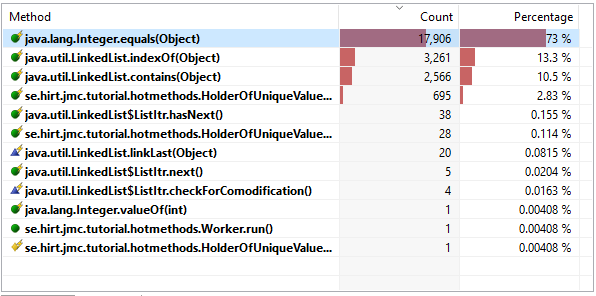 Method Count Percentage
java.lang.Integer.equals(Object) 17,906 73 %
java.util.LinkedList.indexOf(Object) 3,261 13.3 %
java.util.LinkedList.contains(Object) 2,566 10.5 %
se.hirt.jmc.tutorial.hotmethods.HolderOfUniqueValue... 695 2.83 %
java.util.LinkedList$ListItr.hasNext() 38 0.155 %
se.hirt.jmc.tutorial.hotmethods.HolderOfUniqueValue... 28 0.114 %
java.util.LinkedList.linkLast(Object) 20 0.0815 %
java.util.LinkedList$ListItr.next() 5 0.0204 %
java.util.LinkedList$ListItr.checkForComodification() 4 0.0163 %
java.lang.Integer.valueOf(int) 1 0.00408 %
se.hirt.jmc.tutorial.hotmethods.Worker.run() 1 0.00408 %
se.hirt.jmc.tutorial.hotmethods.HolderOfUniqueValue... 1 0.00408 %